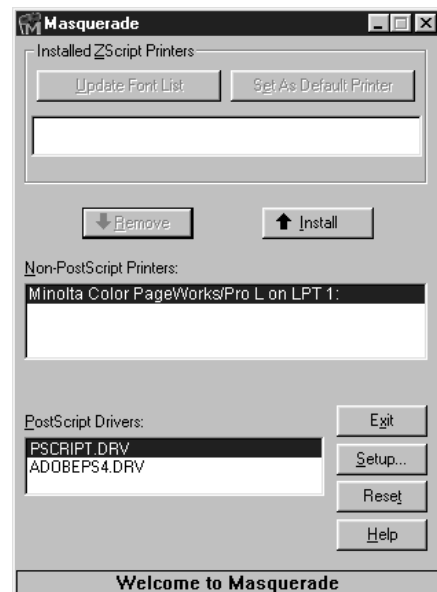 Masquerade
Installed ZScript Printers
Update Font List
Set As Default Printer
Remove
Install
Non-PostScript Printers:
Minolta Color PageWorks/Pro L on LPT 1:
PostScript Drivers:
PSCRIPT.DRV
ADOBEPS4.DRV
Exit
Setup...
Reset
Help
Welcome to Masquerade